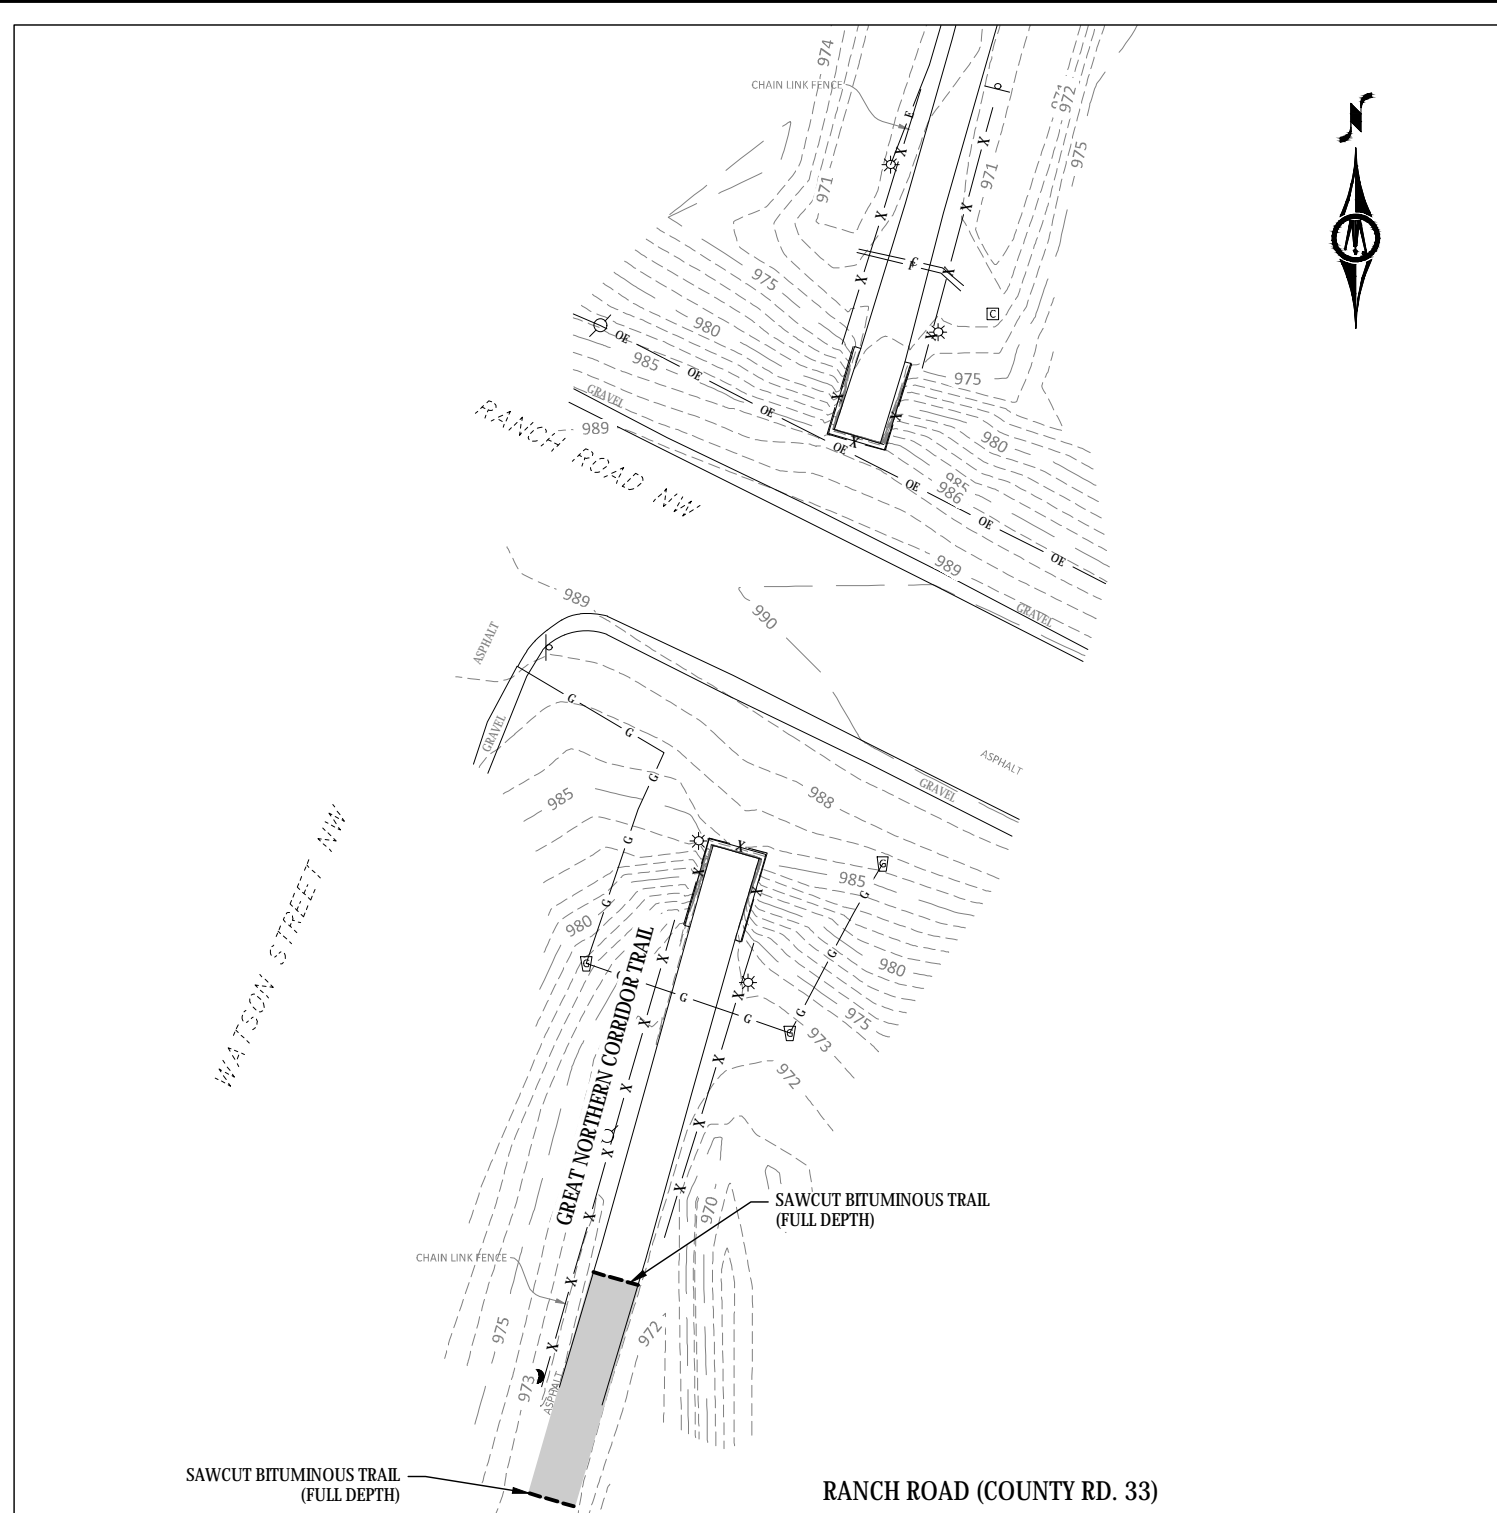 974
CHAIN LINK FENCE
F
971
972
X
X
975
971
971
X
X
975
F
X
X
C
980
OE
X
985
OE
975
GRAVEL
OE
X
X
989
X
OE
980
RANCH ROAD NW
OE
985
986
OE
OE
989
989
990
GRAVEL
ASPHALT
G
G
GRAVEL
G
ASPHALT
985
988
GRAVEL
G
X
G
985
X
X
G
G
980
G
980
X
G
G
X
G
G
975
973
X
X
972
WATSON STREET NW
X
GREAT NORTHERN CORRIDOR TRAIL
X
X
X
SAWCUT BITUMINOUS TRAIL
(FULL DEPTH)
970
X
CHAIN LINK FENCE
X
975
972
X
973
ASPHALT
SAWCUT BITUMINOUS TRAIL
(FULL DEPTH)
RANCH ROAD (COUNTY RD. 33)